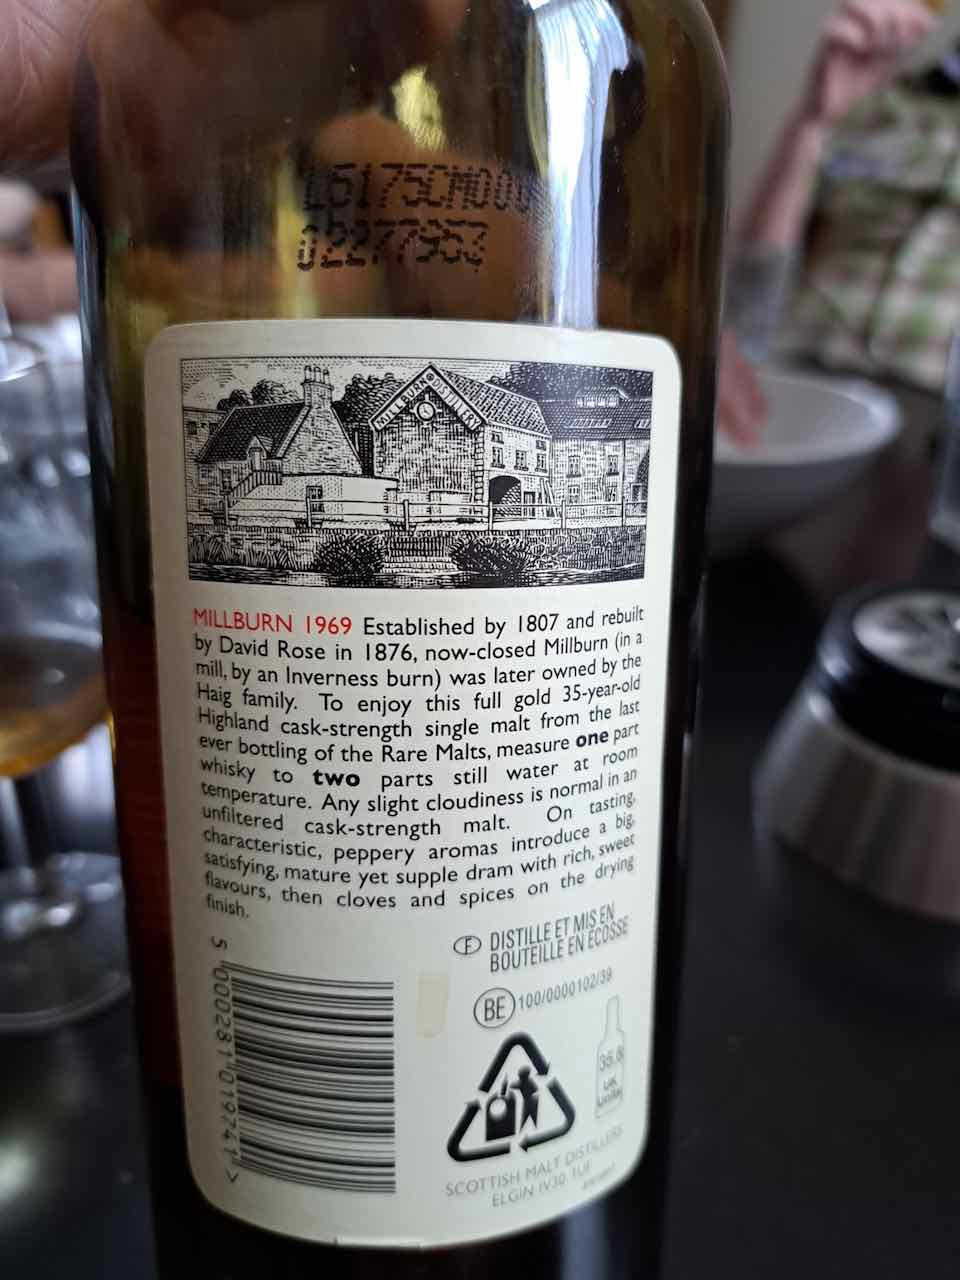 L6175CM00
02277953
MILLBURN DISTILLERY
MILLBURN 1969 Established by 1807 and rebuilt
by David Rose in 1876, now-closed Millburn (in a
mill, by an Inverness burn) was later owned by the
Haig family. To enjoy this full gold 35-year-old
Highland cask-strength single malt from the last
ever bottling of the Rare Malts, measure one part
whisky to two parts still water at room
temperature. Any slight cloudiness is normal in an
unfiltered cask-strength malt. On tasting,
characteristic, peppery aromas introduce a big,
satisfying, mature yet supple dram with rich, sweet
flavours, then cloves and spices on the drying
finish.
F DISTILLE ET MIS EN
BOUTEILLE EN ECOSSE
BE 100/0000102/39
35.8
UK
Units
5 000281 019741 >
SCOTTISH MALT DISTILLERS
ELGIN IV30 1UF